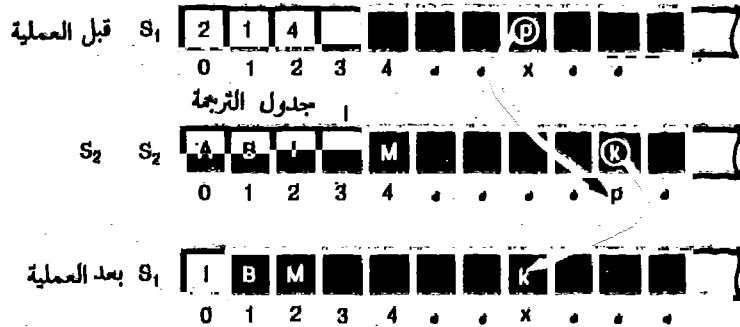 قبل العملية S₁ 2 1 4 p
0 1 2 3 4 • • x • •
جدول الترجمة
S₂ S₂ A B I M k
0 1 2 3 4 • • • • p •
بعد العملية S₁ I B M K
0 1 2 3 4 • • x • • •